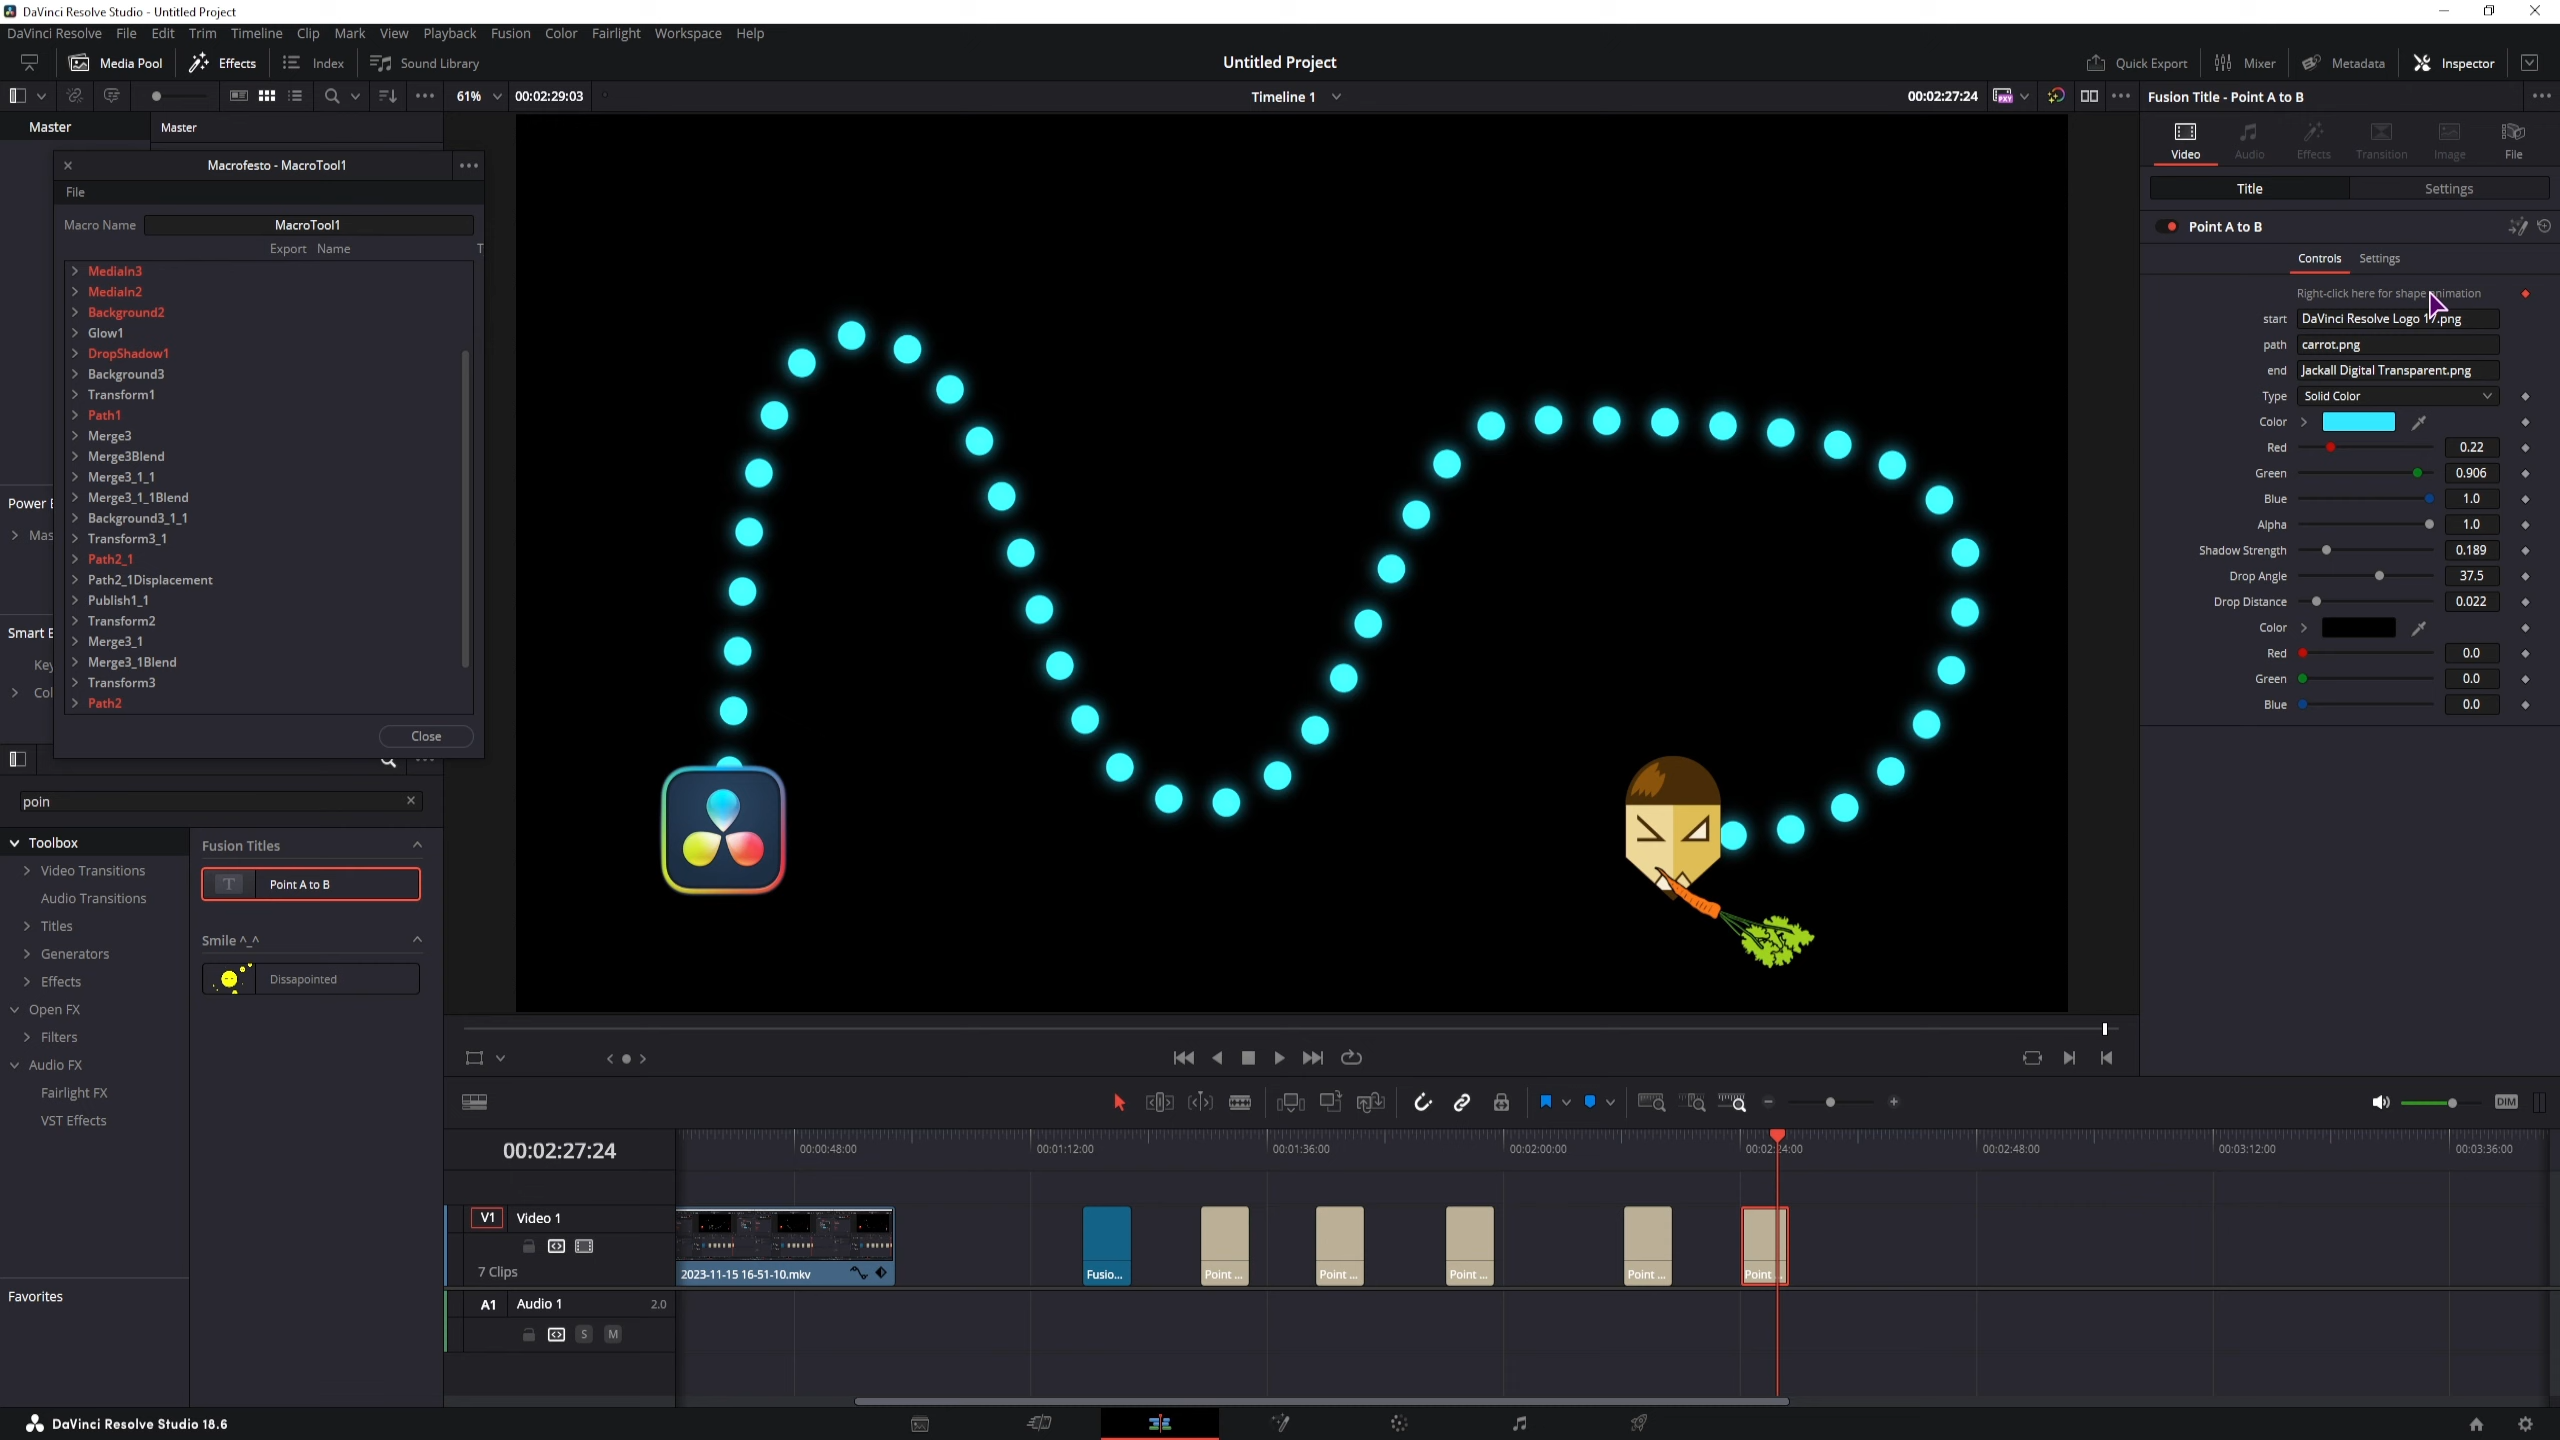 DaVinci Resolve Studio - Untitled Project
DaVinci Resolve File Edit Trim Timeline Clip Mark View Playback Fusion Color Fairlight Workspace Help
Media Pool Effects Index Sound Library
Untitled Project
Quick Export Mixer Metadata Inspector
61% 00:02:29:03
Timeline 1
00:02:27:24
Fusion Title - Point A to B
Master
Master
Video Audio Effects Transition Image File
Title Settings
Point A to B
Controls Settings
Right-click here for shape animation
start DaVinci Resolve Logo 17.png
path carrot.png
end Jackall Digital Transparent.png
Type Solid Color
Color
Red 0.22
Green 0.906
Blue 1.0
Alpha 1.0
Shadow Strength 0.189
Drop Angle 37.5
Drop Distance 0.022
Color
Red 0.0
Green 0.0
Blue 0.0
Macrofesto - MacroTool1
File
Macro Name MacroTool1
Export Name T
MediaIn3
MediaIn2
Background2
Glow1
DropShadow1
Background3
Transform1
Path1
Merge3
Merge3Blend
Merge3_1_1
Merge3_1_1Blend
Background3_1_1
Transform3_1
Path2_1
Path2_1Displacement
Publish1_1
Transform2
Merge3_1
Merge3_1Blend
Transform3
Path2
Close
Power B
Mas
Smart B
Key
Col
poin
Toolbox
Video Transitions
Audio Transitions
Titles
Generators
Effects
Open FX
Filters
Audio FX
Fairlight FX
VST Effects
Favorites
Fusion Titles
T Point A to B
Smile ^_^
Dissapointed
DIM
00:02:27:24
00:00:48:00 00:01:12:00 00:01:36:00 00:02:00:00 00:02:24:00 00:02:48:00 00:03:12:00 00:03:36:00
V1 Video 1
7 Clips
2023-11-15 16-51-10.mkv
Fusio... Point ... Point ... Point ... Point ... Point ...
A1 Audio 1 2.0
S M
DaVinci Resolve Studio 18.6